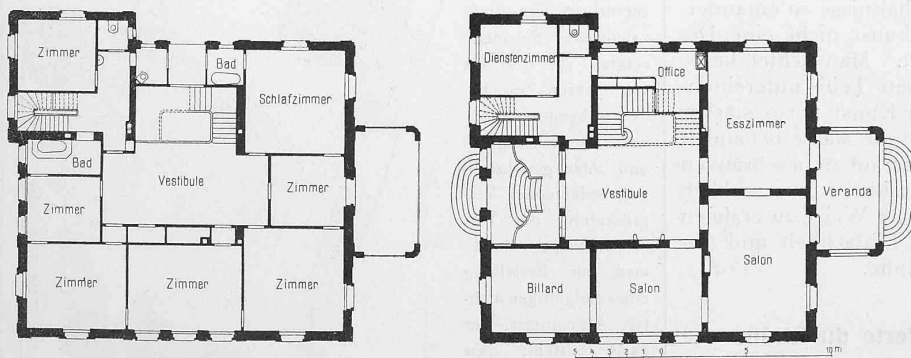 Zimmer
Bad
Schlafzimmer
Bad
Vestibule
Zimmer
Zimmer
Zimmer
Zimmer
Zimmer
Dienstenzimmer
Office
Esszimmer
Vestibule
Veranda
Billard
Salon
Salon
5 4 3 2 1 0 5 10 m